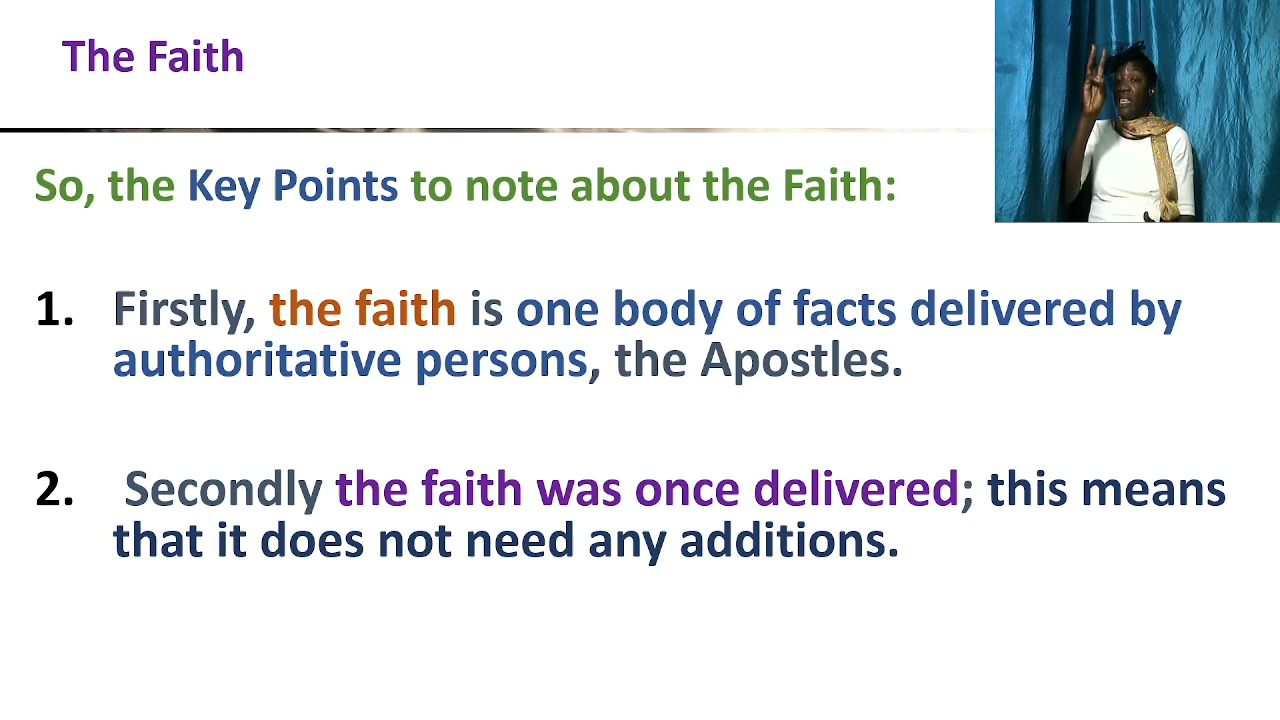 The Faith
So, the Key Points to note about the Faith:
1. Firstly, the faith is one body of facts delivered by
authoritative persons, the Apostles.
2. Secondly the faith was once delivered; this means
that it does not need any additions.